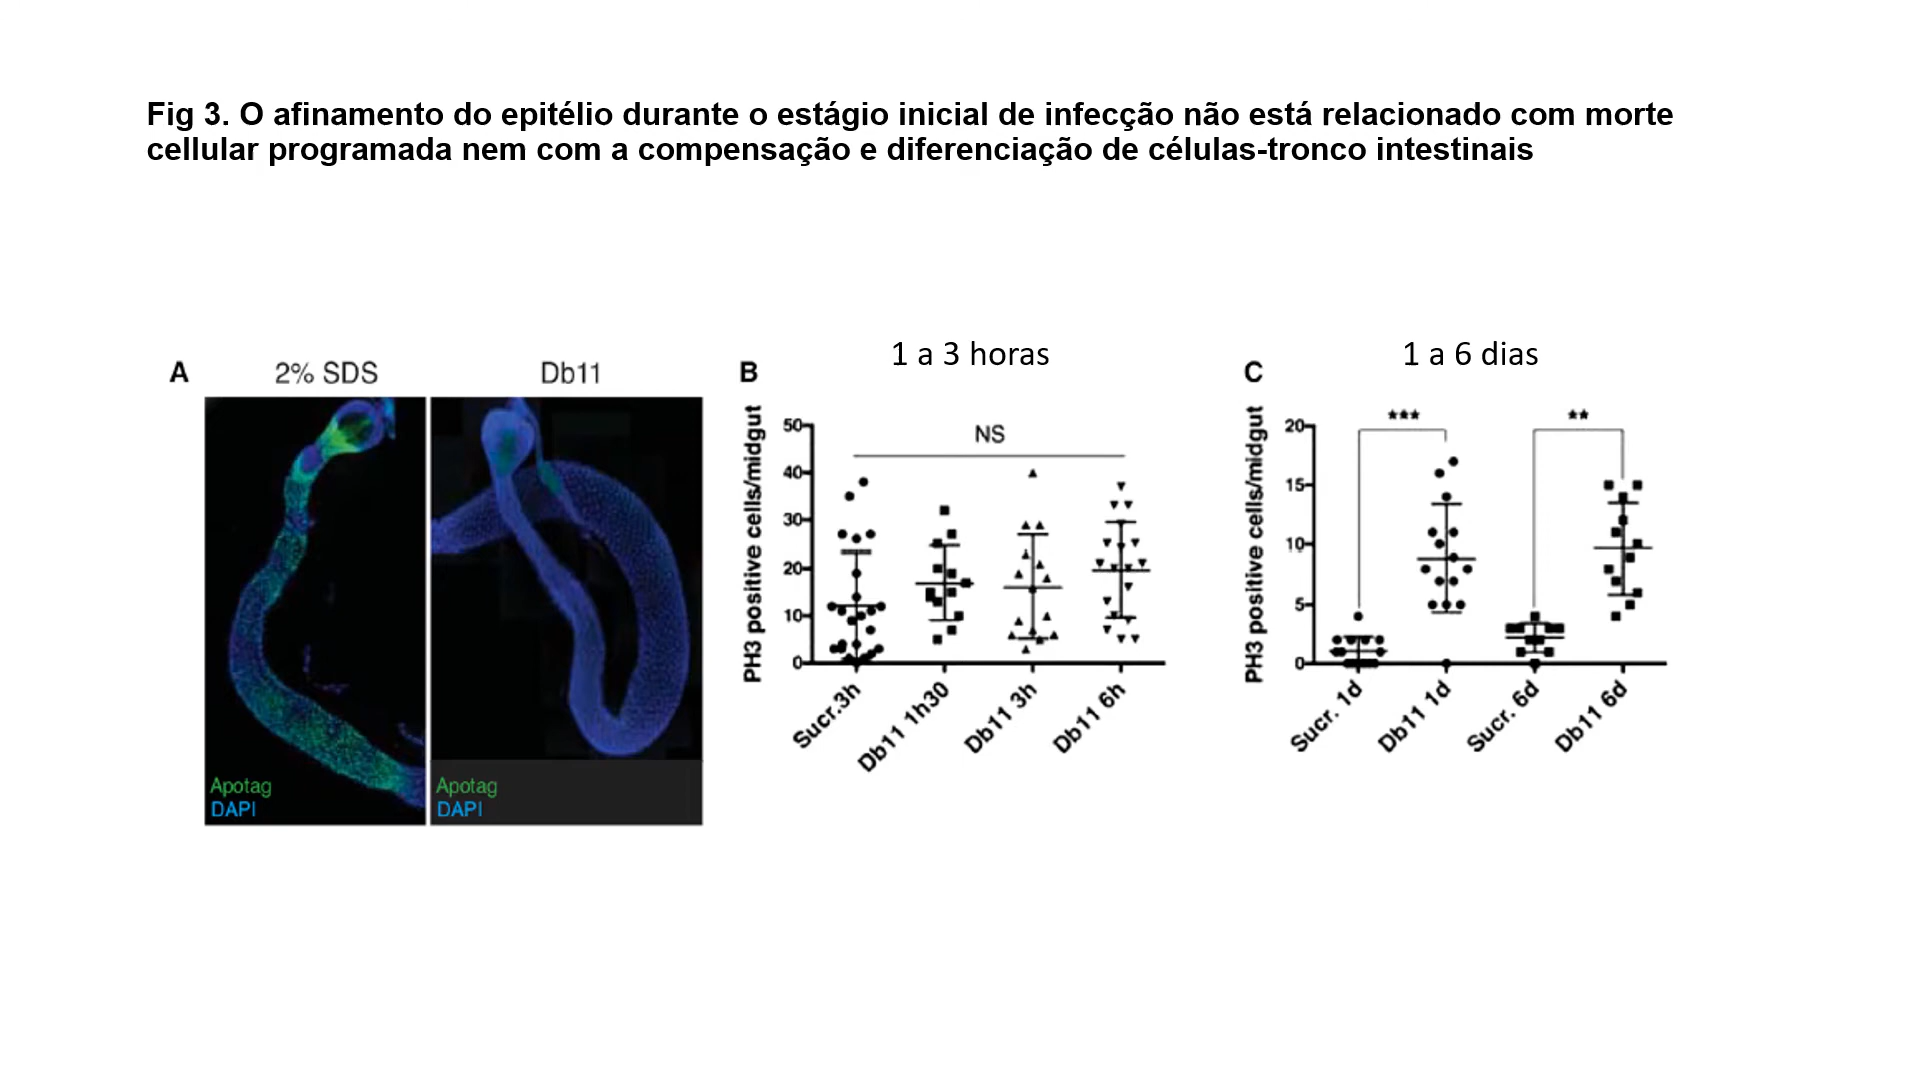 Fig 3. O afinamento do epitélio durante o estágio inicial de infecção não está relacionado com morte
cellular programada nem com a compensação e diferenciação de células-tronco intestinais
A
2% SDS
Db11
Apotag
DAPI
Apotag
DAPI
B
1 a 3 horas
PH3 positive cells/midgut
50
40
30
20
10
0
NS
Sucr.3h
Db11 1h30
Db11 3h
Db11 6h
C
1 a 6 dias
PH3 positive cells/midgut
20
15
10
5
0
***
**
Sucr. 1d
Db11 1d
Sucr. 6d
Db11 6d